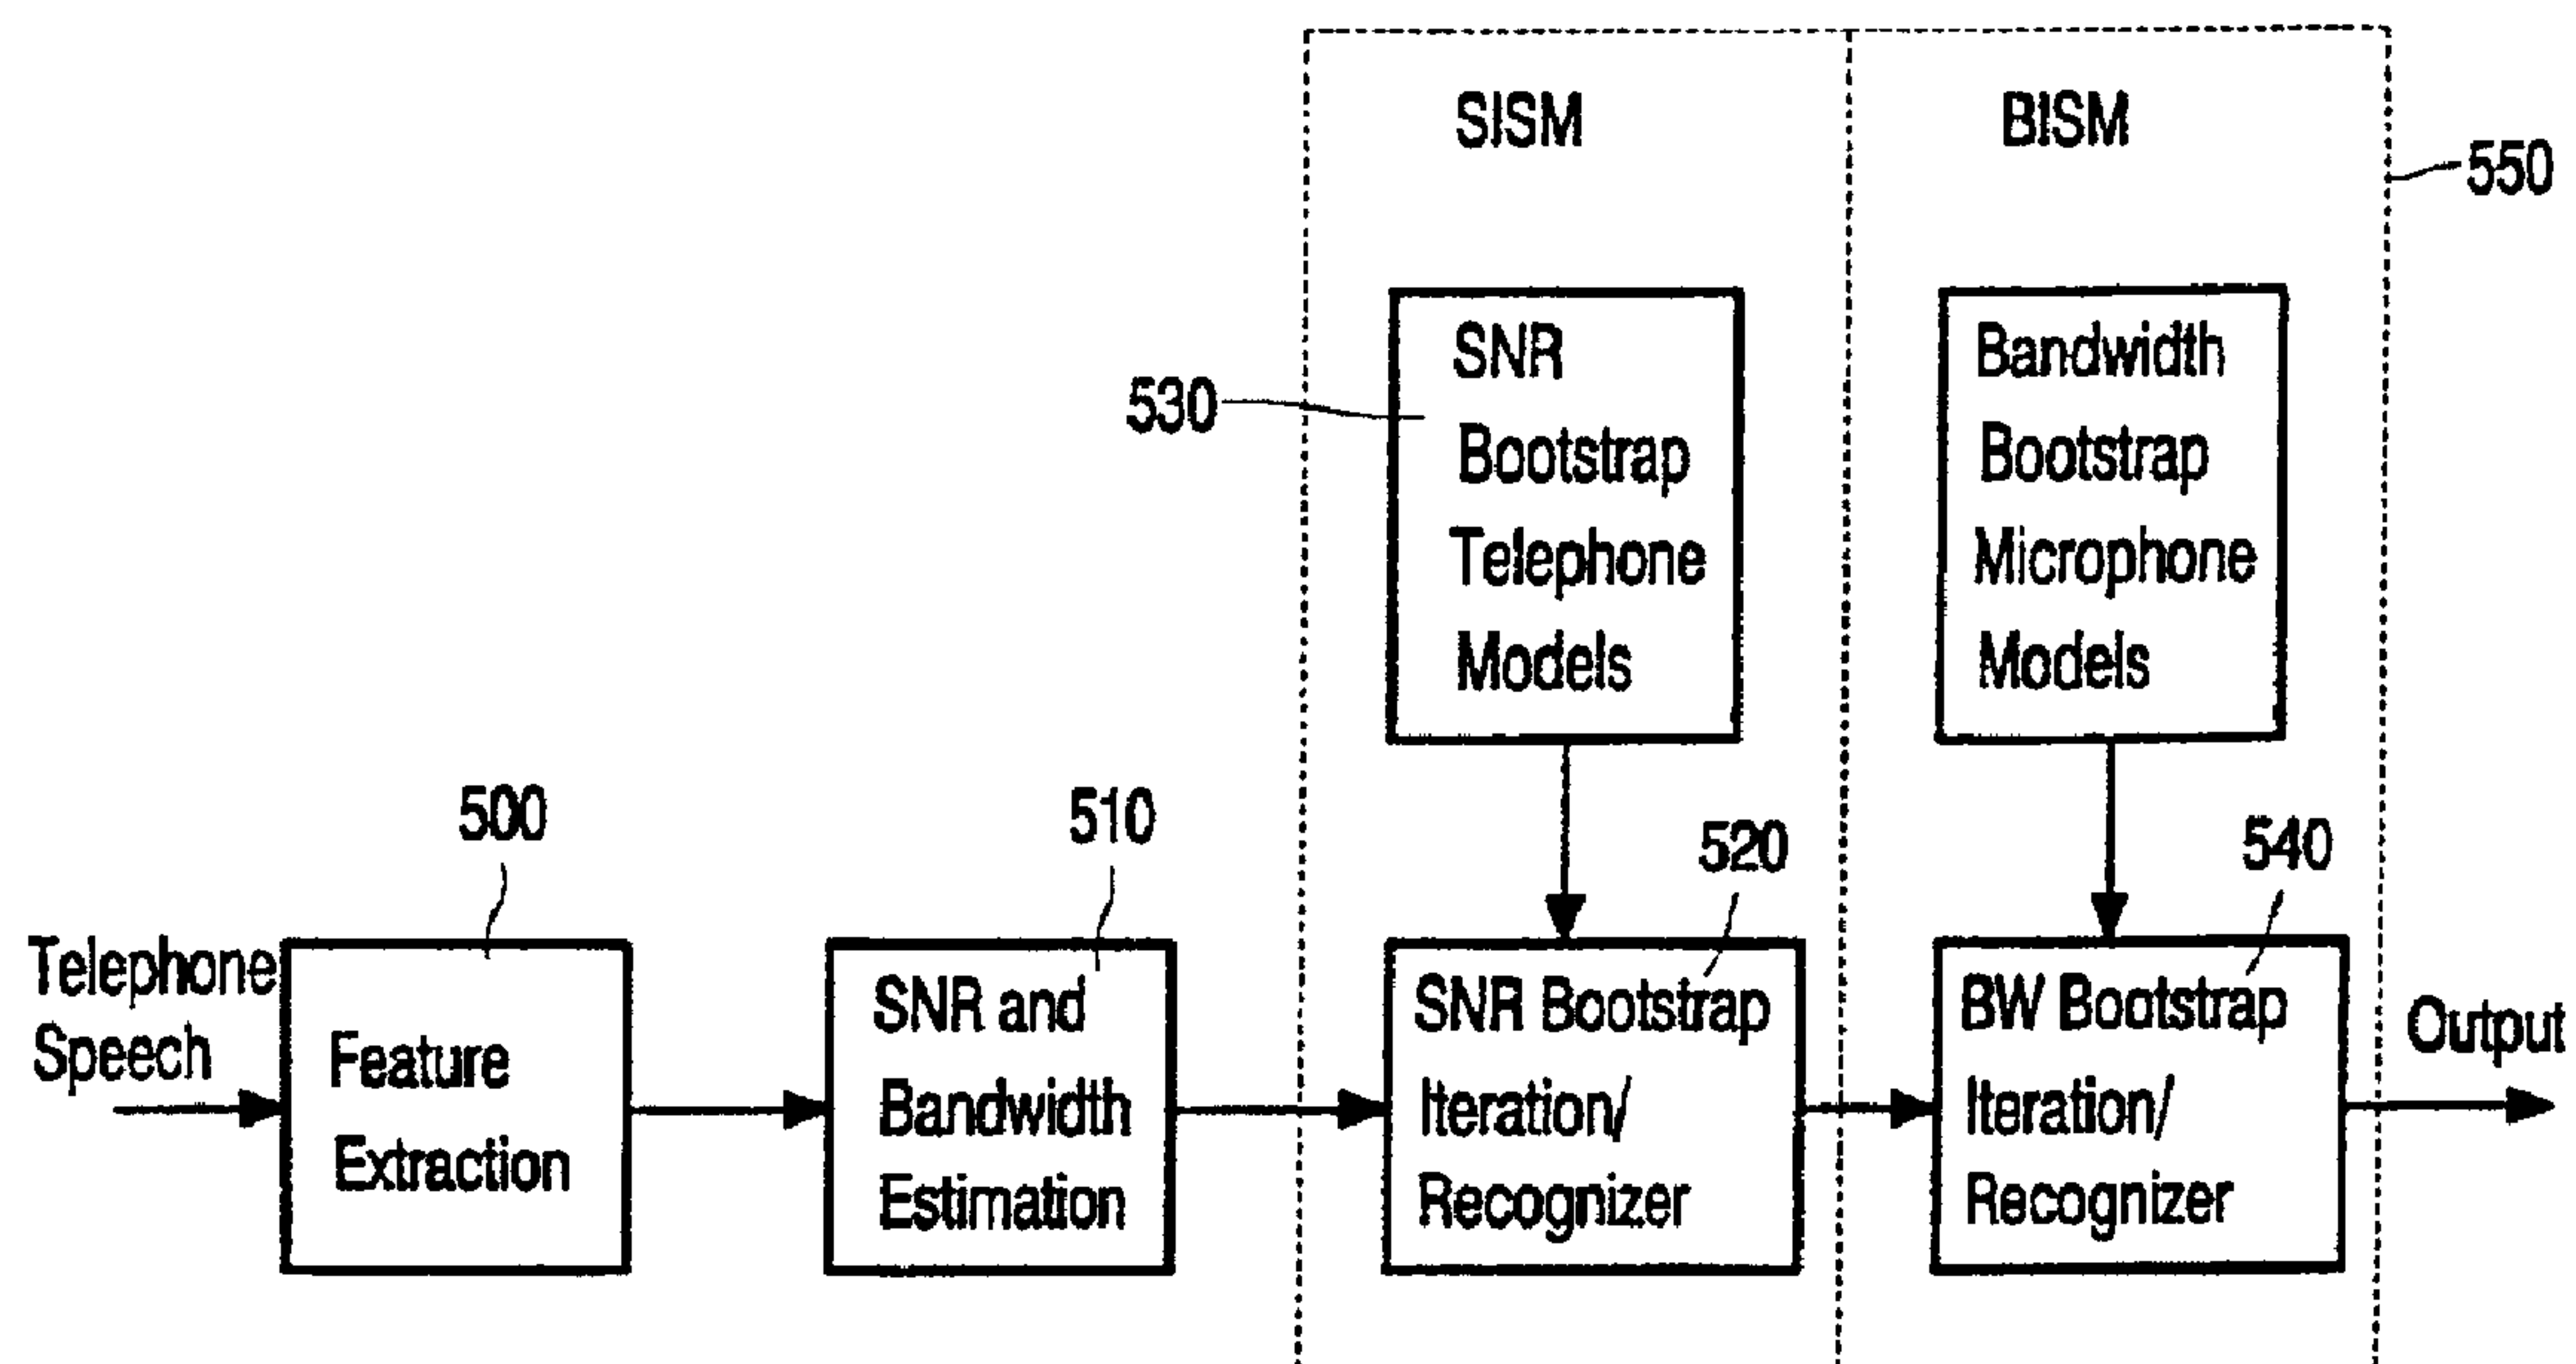 SISM
BISM
550
SNR
Bootstrap
Telephone
Models
530
Bandwidth
Bootstrap
Microphone
Models
500
510
520
540
Telephone
Speech
Feature
Extraction
SNR and
Bandwidth
Estimation
SNR Bootstrap
Iteration/
Recognizer
BW Bootstrap
Iteration/
Recognizer
Output